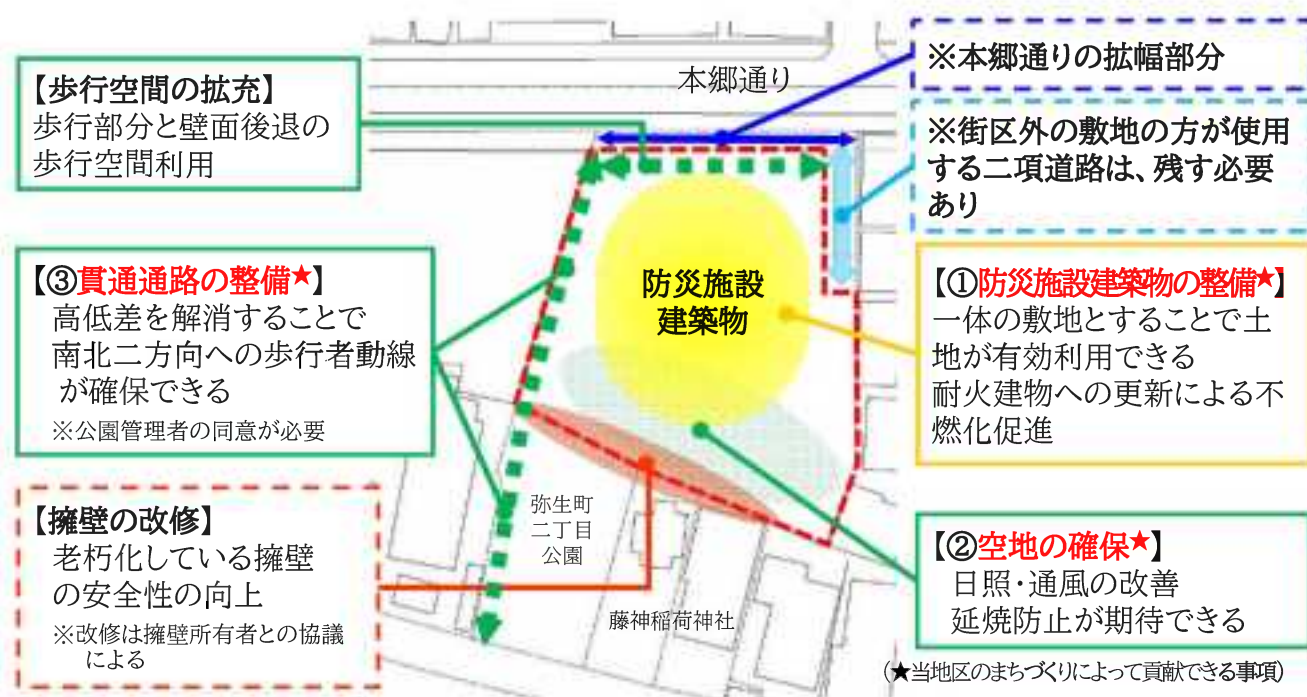 本郷通り
※本郷通りの拡幅部分
※街区外の敷地の方が使用
する二項道路は、残す必要
あり
【歩行空間の拡充】
歩行部分と壁面後退の
歩行空間利用
【③貫通通路の整備★】
高低差を解消することで
南北二方向への歩行者動線
が確保できる
※公園管理者の同意が必要
【擁壁の改修】
老朽化している擁壁
の安全性の向上
※改修は擁壁所有者との協議
による
防災施設
建築物
【①防災施設建築物の整備★】
一体の敷地とすることで土
地が有効利用できる
耐火建物への更新による不
燃化促進
【②空地の確保★】
日照・通風の改善
延焼防止が期待できる
弥生町
二丁目
公園
藤神稲荷神社
(★当地区のまちづくりによって貢献できる事項)